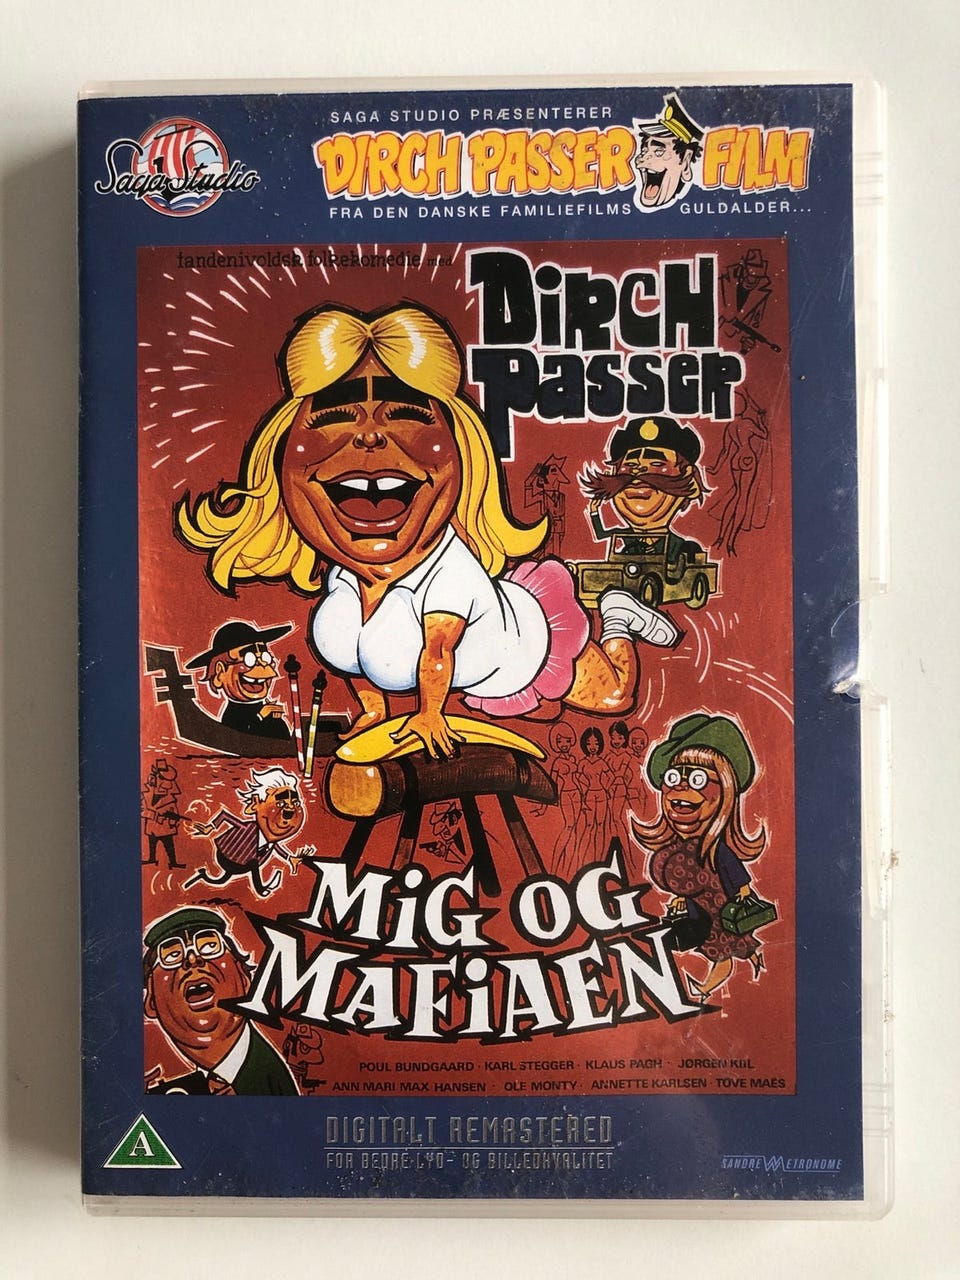 Saga Studio
SAGA STUDIO PRÆSENTERER
DIRCH PASSER FILM
FRA DEN DANSKE FAMILIEFILMS GULDALDER...
fandenivoldsk folkekomedie med
DiRCH
Passer
MiG OG
MAFiAEN
POUL BUNDGAARD · KARL STEGGER · KLAUS PAGH · JØRGEN KIIL
ANN MARI MAX HANSEN · OLE MONTY · ANNETTE KARLSEN · TOVE MAËS
DIGITALT REMASTERED
FOR BEDRE LYD- OG BILLEDKVALITET
A
SANDREW METRONOME